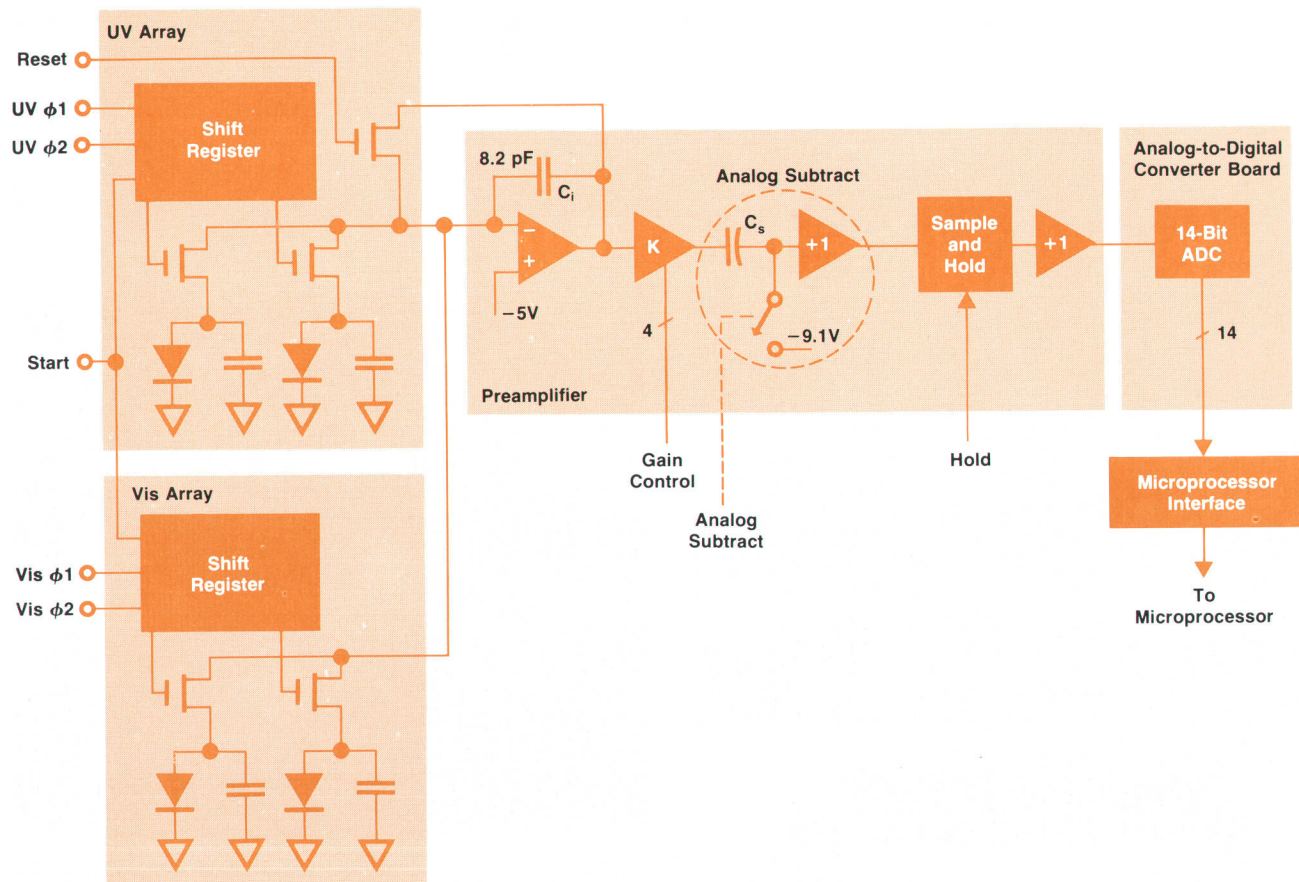 UV Array
Reset
UV ϕ1
UV ϕ2
Shift
Register
Start
8.2 pF
Ci
−
+
−5V
K
4
Analog Subtract
Cs
+1
−9.1V
Sample
and
Hold
+1
Preamplifier
Analog-to-Digital
Converter Board
14-Bit
ADC
14
Gain
Control
Analog
Subtract
Hold
Microprocessor
Interface
To
Microprocessor
Vis Array
Shift
Register
Vis ϕ1
Vis ϕ2